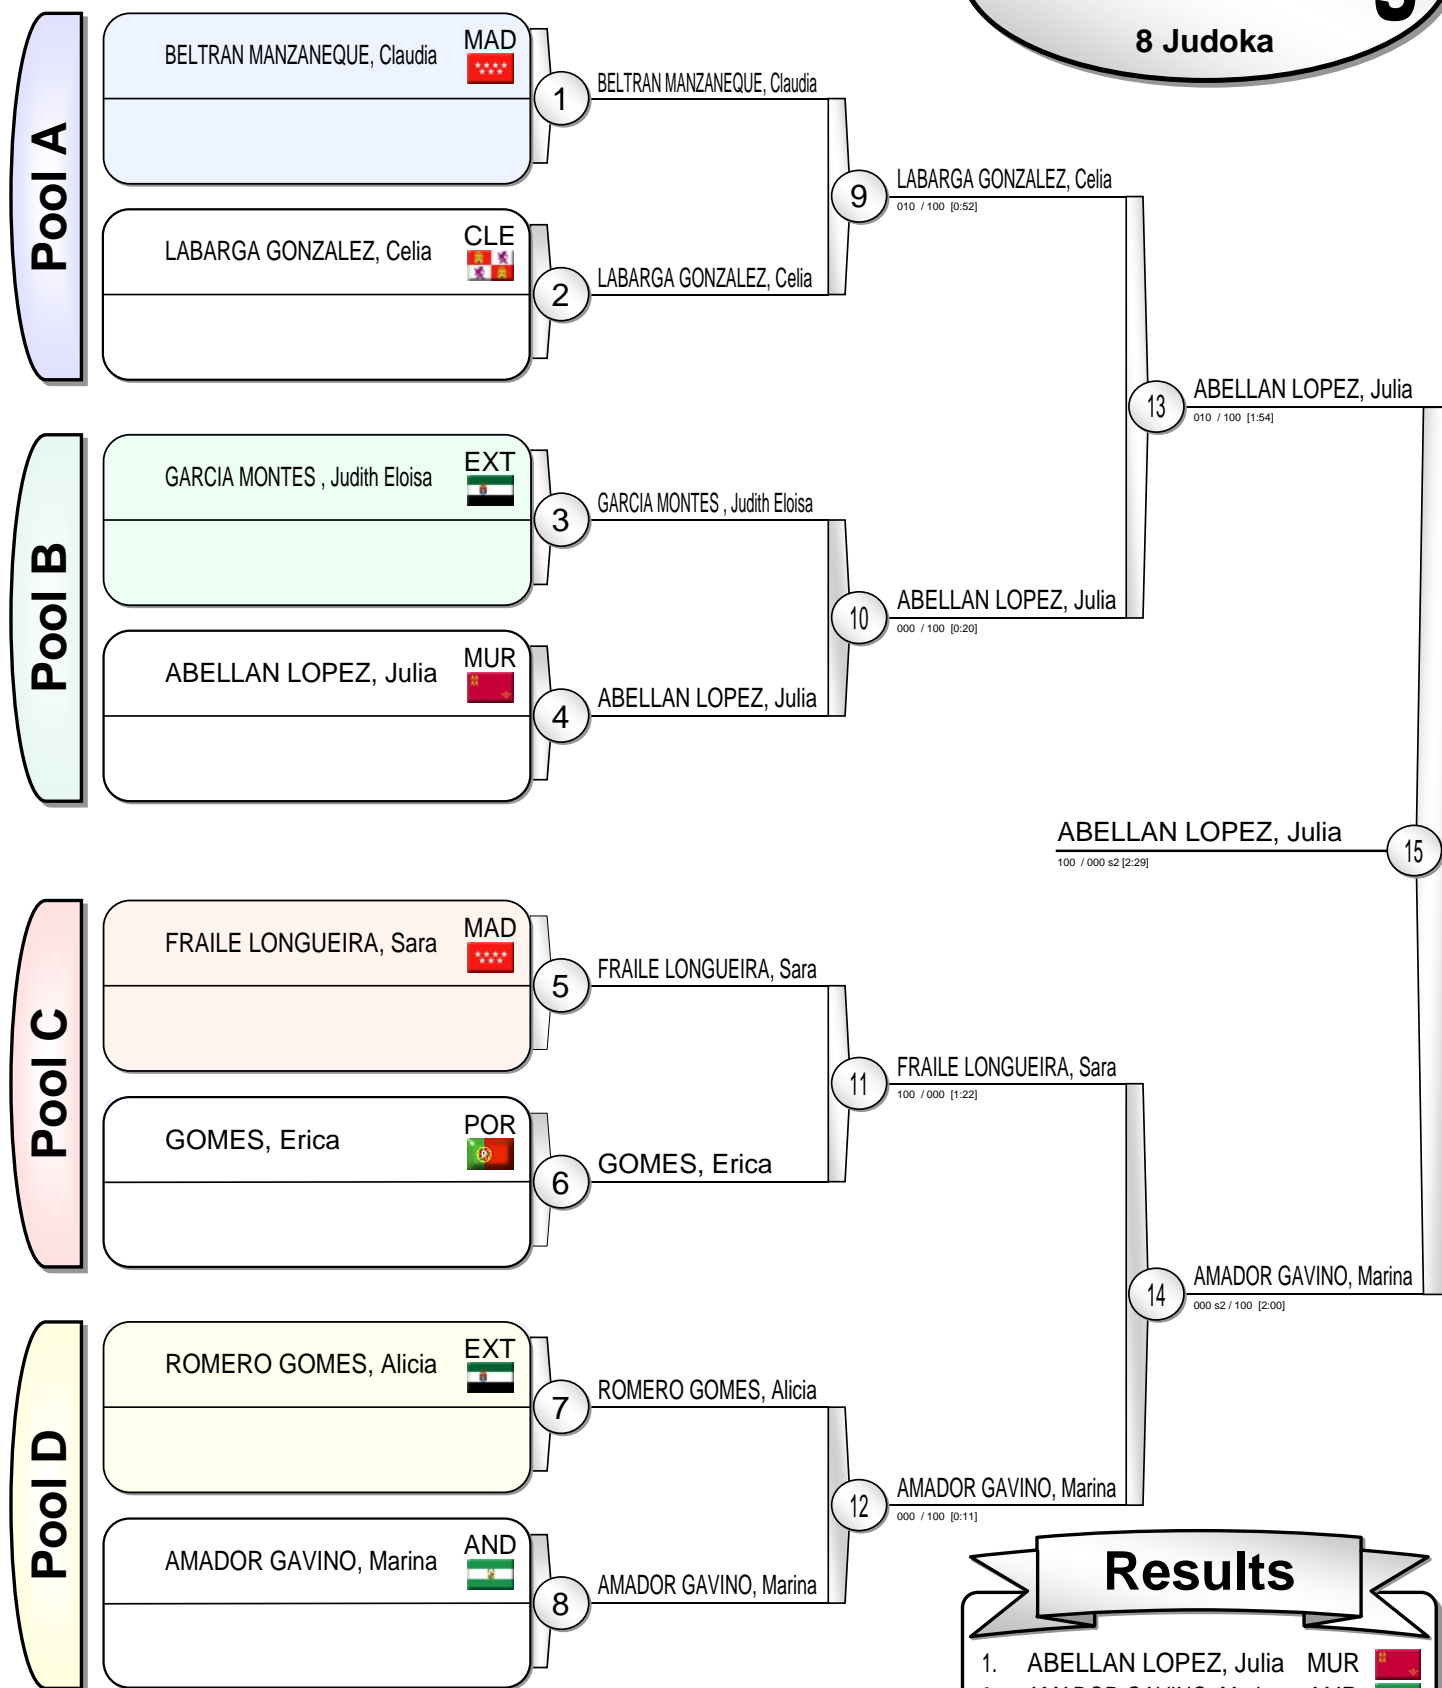 8 Judoka
Pool A
BELTRAN MANZANEQUE, Claudia MAD
1
BELTRAN MANZANEQUE, Claudia
LABARGA GONZALEZ, Celia CLE
2
LABARGA GONZALEZ, Celia
9
LABARGA GONZALEZ, Celia
010 / 100 [0:52]
Pool B
GARCIA MONTES , Judith Eloisa EXT
3
GARCIA MONTES , Judith Eloisa
ABELLAN LOPEZ, Julia MUR
4
ABELLAN LOPEZ, Julia
10
ABELLAN LOPEZ, Julia
000 / 100 [0:20]
13
ABELLAN LOPEZ, Julia
010 / 100 [1:54]
ABELLAN LOPEZ, Julia
100 / 000 s2 [2:29]
15
Pool C
FRAILE LONGUEIRA, Sara MAD
5
FRAILE LONGUEIRA, Sara
GOMES, Erica POR
6
GOMES, Erica
11
FRAILE LONGUEIRA, Sara
100 / 000 [1:22]
Pool D
ROMERO GOMES, Alicia EXT
7
ROMERO GOMES, Alicia
AMADOR GAVINO, Marina AND
8
AMADOR GAVINO, Marina
12
AMADOR GAVINO, Marina
000 / 100 [0:11]
14
AMADOR GAVINO, Marina
000 s2 / 100 [2:00]
Results
1. ABELLAN LOPEZ, Julia MUR